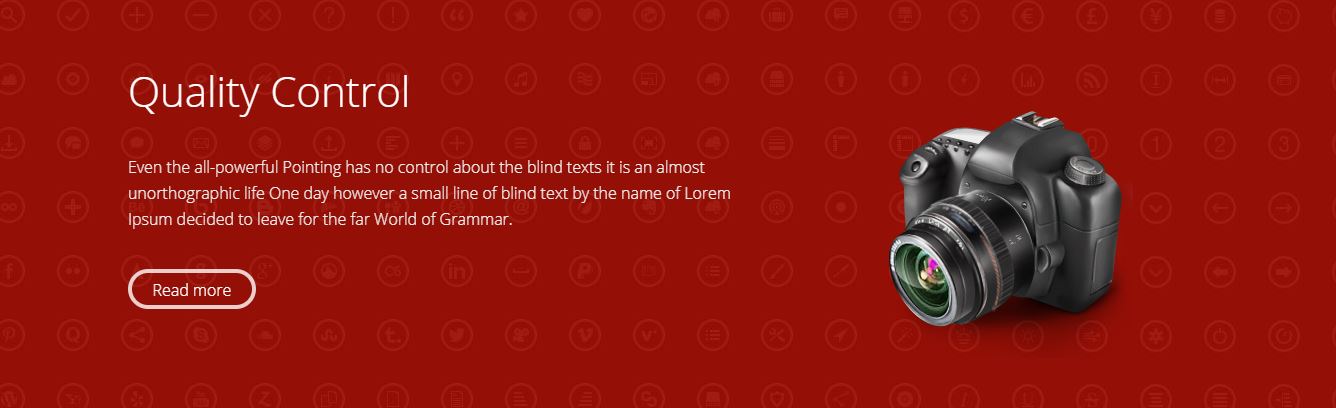 Quality Control
Even the all-powerful Pointing has no control about the blind texts it is an almost
unorthographic life One day however a small line of blind text by the name of Lorem
Ipsum decided to leave for the far World of Grammar.
Read more